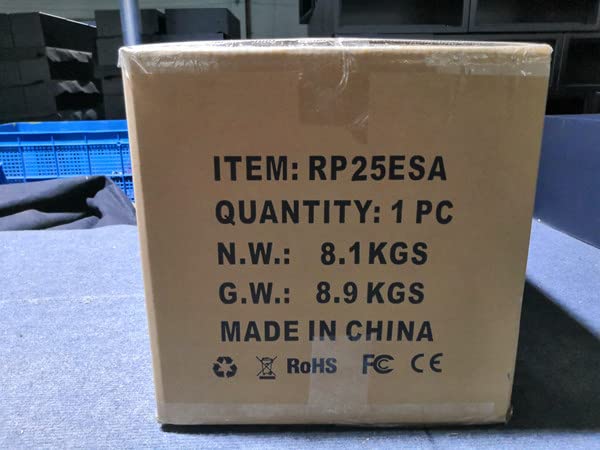 ITEM: RP25ESA
QUANTITY: 1 PC
N.W.: 8.1KGS
G.W.: 8.9 KGS
MADE IN CHINA
RoHS FC CE